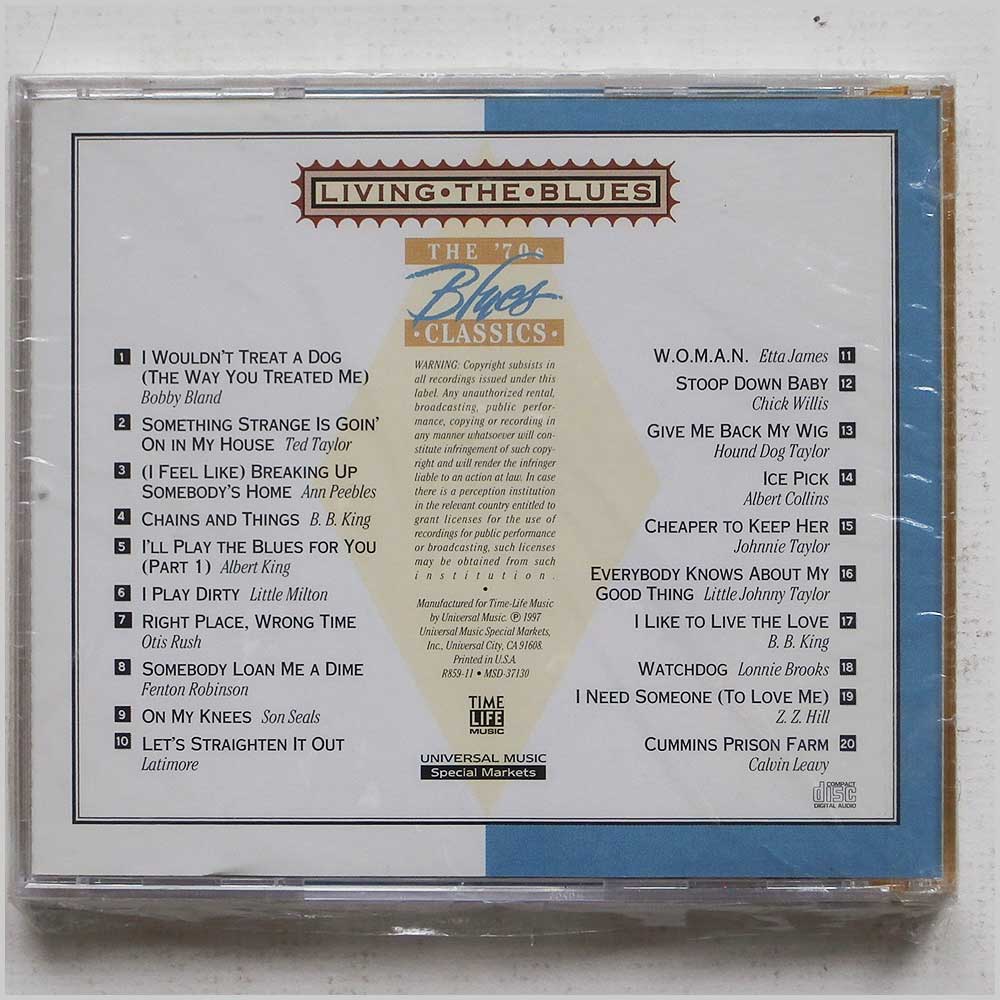 LIVING•THE•BLUES
THE '70s
Blues
•CLASSICS•
1 I WOULDN'T TREAT A DOG
(THE WAY YOU TREATED ME)
Bobby Bland
2 SOMETHING STRANGE IS GOIN'
ON IN MY HOUSE Ted Taylor
3 (I FEEL LIKE) BREAKING UP
SOMEBODY'S HOME Ann Peebles
4 CHAINS AND THINGS B. B. King
5 I'LL PLAY THE BLUES FOR YOU
(PART 1) Albert King
6 I PLAY DIRTY Little Milton
7 RIGHT PLACE, WRONG TIME
Otis Rush
8 SOMEBODY LOAN ME A DIME
Fenton Robinson
9 ON MY KNEES Son Seals
10 LET'S STRAIGHTEN IT OUT
Latimore
WARNING: Copyright subsists in
all recordings issued under this
label. Any unauthorized rental,
broadcasting, public perfor-
mance, copying or recording in
any manner whatsoever will con-
stitute infringement of such copy-
right and will render the infringer
liable to an action at law. In case
there is a perception institution
in the relevant country entitled to
grant licenses for the use of
recordings for public performance
or broadcasting, such licenses
may be obtained from such
institution.
Manufactured for Time-Life Music
by Universal Music. ℗ 1997
Universal Music Special Markets,
Inc., Universal City, CA 91608.
Printed in U.S.A.
R859-11 • MSD-37130
TIME
LIFE
MUSIC
UNIVERSAL MUSIC
Special Markets
W.O.M.A.N. Etta James 11
STOOP DOWN BABY 12
Chick Willis
GIVE ME BACK MY WIG 13
Hound Dog Taylor
ICE PICK 14
Albert Collins
CHEAPER TO KEEP HER 15
Johnnie Taylor
EVERYBODY KNOWS ABOUT MY 16
GOOD THING Little Johnny Taylor
I LIKE TO LIVE THE LOVE 17
B. B. King
WATCHDOG Lonnie Brooks 18
I NEED SOMEONE (TO LOVE ME) 19
Z. Z. Hill
CUMMINS PRISON FARM 20
Calvin Leavy
COMPACT
disc
DIGITAL AUDIO